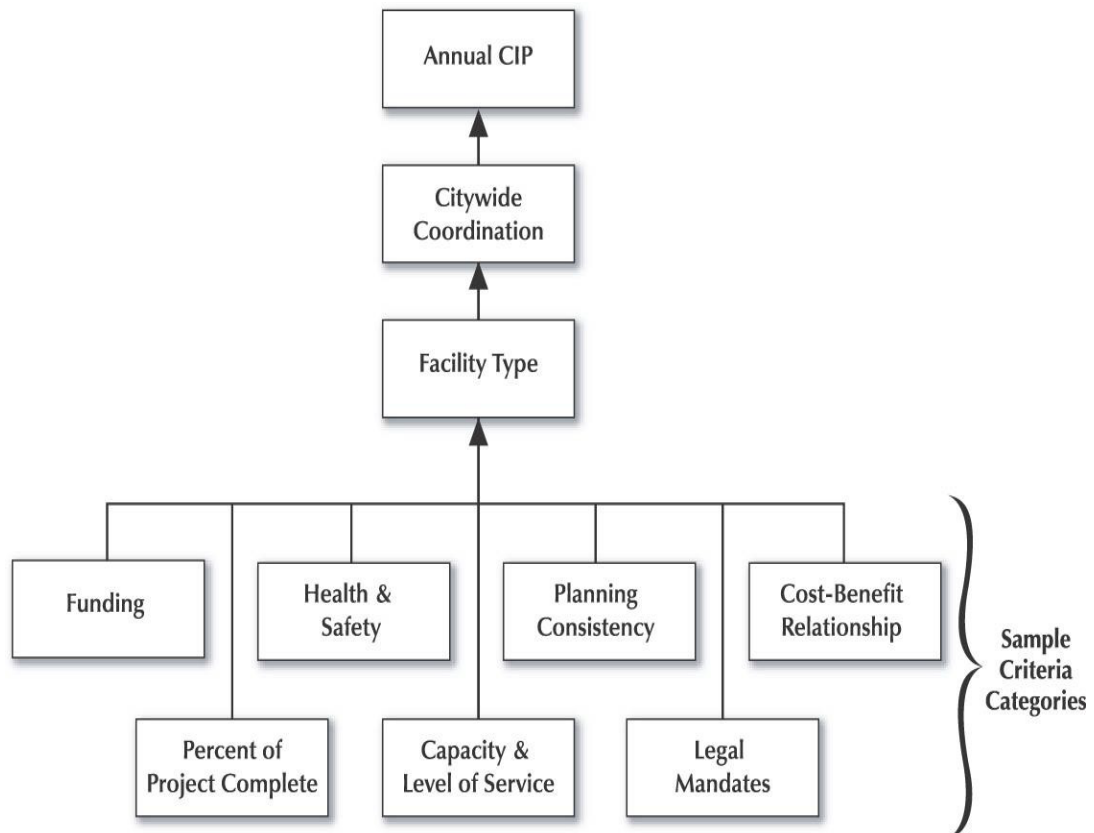 Annual CIP
Citywide
Coordination
Facility Type
Funding
Health &
Safety
Planning
Consistency
Cost-Benefit
Relationship
Percent of
Project Complete
Capacity &
Level of Service
Legal
Mandates
Sample
Criteria
Categories